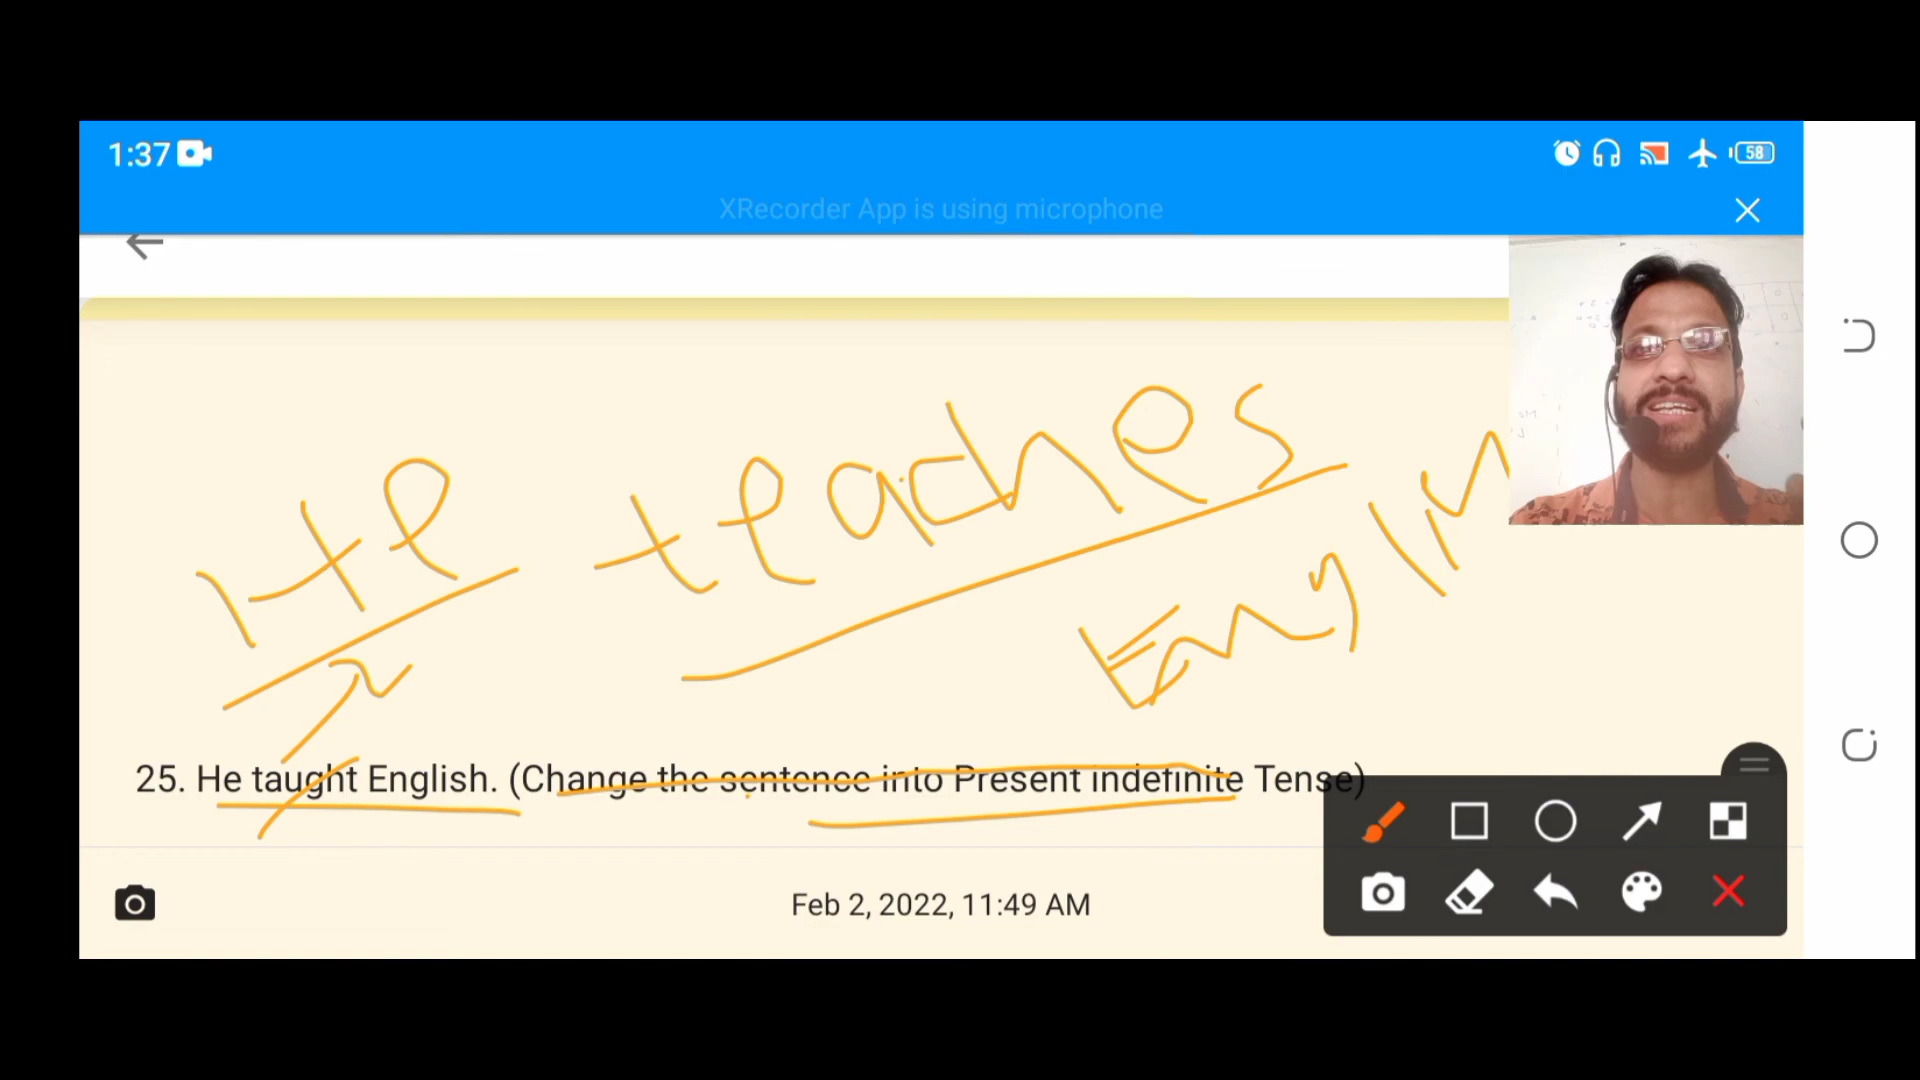 1:37
58
XRecorder App is using microphone
He teaches
25. He taught English. (Change the sentence into Present indefinite Tense)
Feb 2, 2022, 11:49 AM